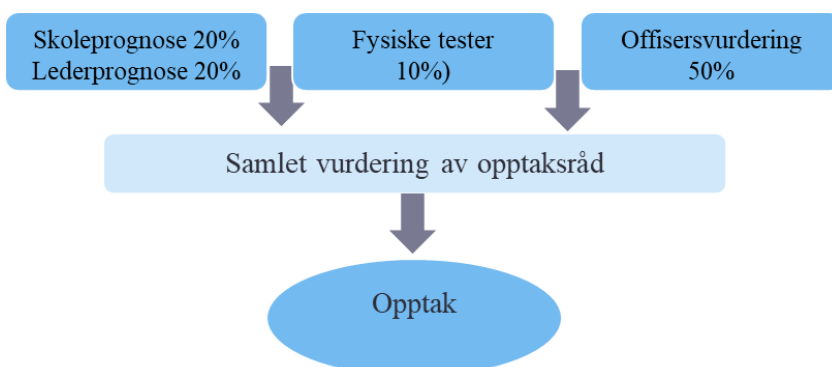 Skoleprognose 20%
Lederprognose 20%
Fysiske tester
10%)
Offisersvurdering
50%
Samlet vurdering av opptaksråd
Opptak